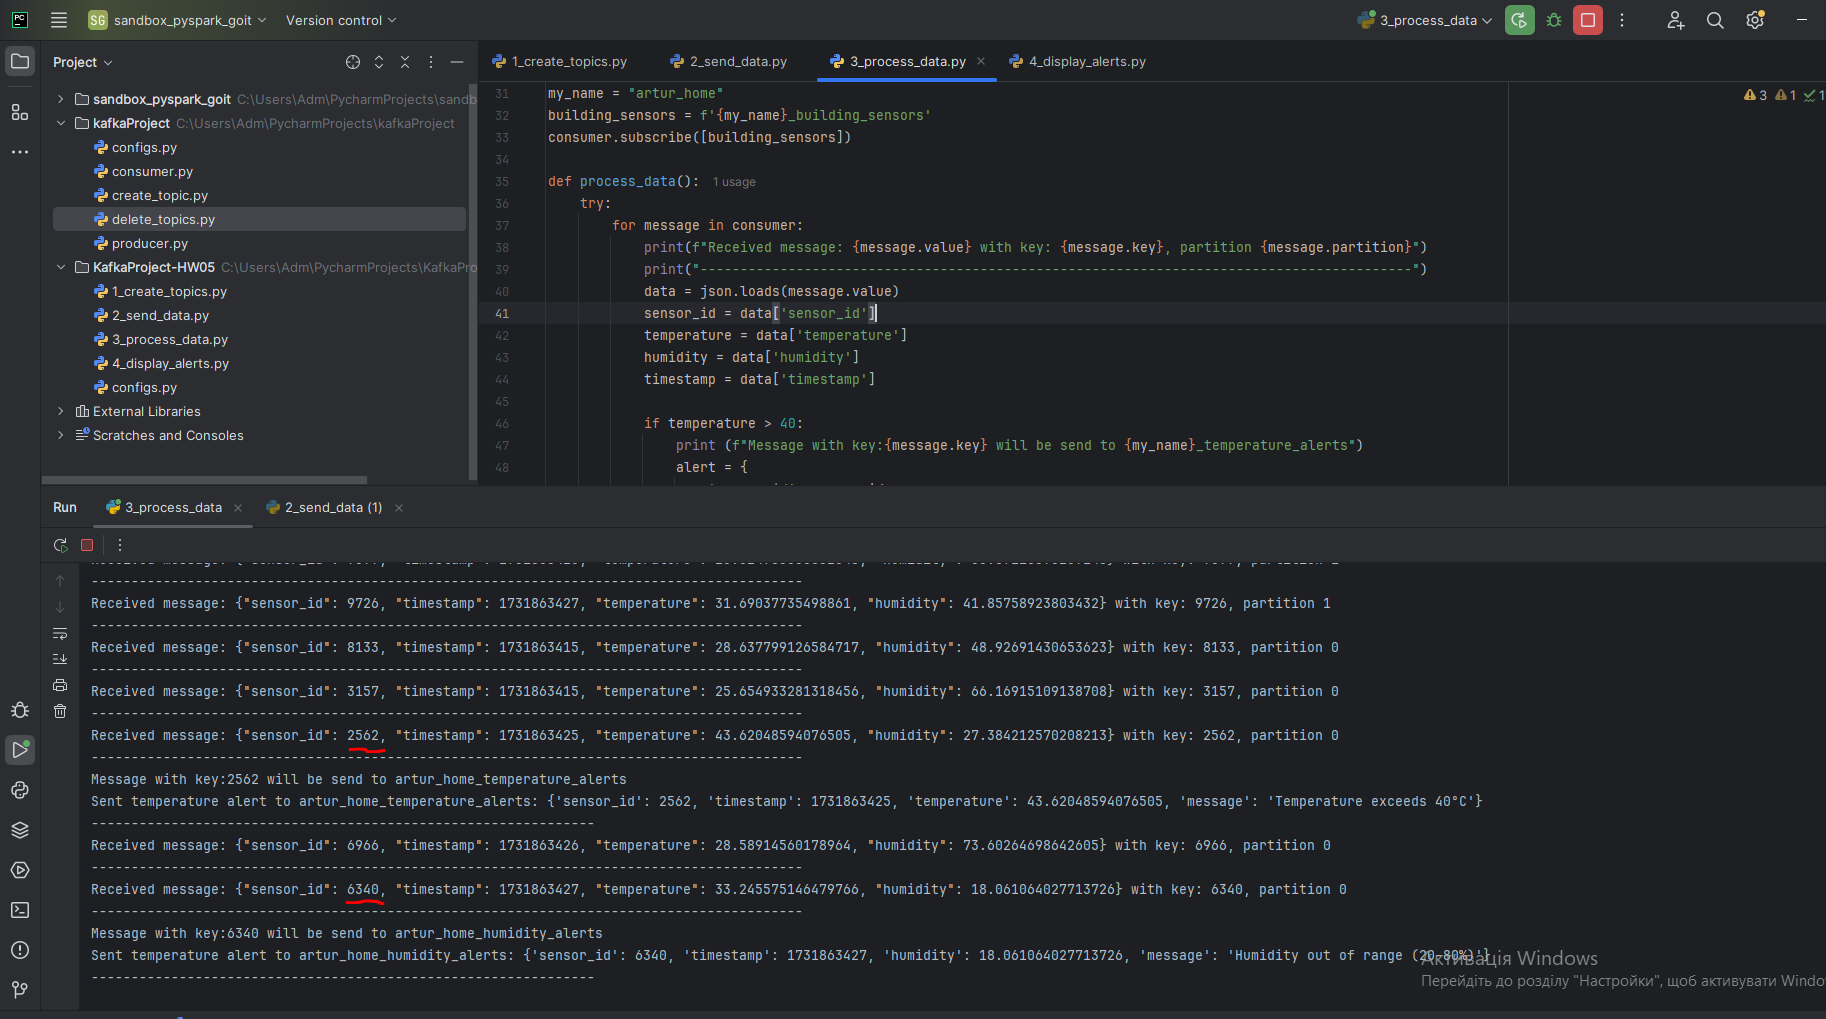 PC
SG sandbox_pyspark_goit
Version control
3_process_data
Project
sandbox_pyspark_goit C:\Users\Adm\PycharmProjects\sandb
kafkaProject C:\Users\Adm\PycharmProjects\kafkaProject
configs.py
consumer.py
create_topic.py
delete_topics.py
producer.py
KafkaProject-HW05 C:\Users\Adm\PycharmProjects\KafkaPro
1_create_topics.py
2_send_data.py
3_process_data.py
4_display_alerts.py
configs.py
External Libraries
Scratches and Consoles
1_create_topics.py
2_send_data.py
3_process_data.py
4_display_alerts.py
3 1 1
31 my_name = "artur_home"
32 building_sensors = f'{my_name}_building_sensors'
33 consumer.subscribe([building_sensors])
34
35 def process_data(): 1 usage
36 try:
37 for message in consumer:
38 print(f"Received message: {message.value} with key: {message.key}, partition {message.partition}")
39 print("-----------------------------------------------------------------------------------------")
40 data = json.loads(message.value)
41 sensor_id = data['sensor_id']
42 temperature = data['temperature']
43 humidity = data['humidity']
44 timestamp = data['timestamp']
45
46 if temperature > 40:
47 print (f"Message with key:{message.key} will be send to {my_name}_temperature_alerts")
48 alert = {
Run
3_process_data
2_send_data (1)
-----------------------------------------------------------------------------------------
Received message: {"sensor_id": 9726, "timestamp": 1731863427, "temperature": 31.69037735498861, "humidity": 41.85758923803432} with key: 9726, partition 1
-----------------------------------------------------------------------------------------
Received message: {"sensor_id": 8133, "timestamp": 1731863415, "temperature": 28.637799126584717, "humidity": 48.92691430653623} with key: 8133, partition 0
-----------------------------------------------------------------------------------------
Received message: {"sensor_id": 3157, "timestamp": 1731863415, "temperature": 25.654933281318456, "humidity": 66.16915109138708} with key: 3157, partition 0
-----------------------------------------------------------------------------------------
Received message: {"sensor_id": 2562, "timestamp": 1731863425, "temperature": 43.62048594076505, "humidity": 27.384212570208213} with key: 2562, partition 0
-----------------------------------------------------------------------------------------
Message with key:2562 will be send to artur_home_temperature_alerts
Sent temperature alert to artur_home_temperature_alerts: {'sensor_id': 2562, 'timestamp': 1731863425, 'temperature': 43.62048594076505, 'message': 'Temperature exceeds 40°C'}
---------------------------------------------------------------
Received message: {"sensor_id": 6966, "timestamp": 1731863426, "temperature": 28.58914560178964, "humidity": 73.60264698642605} with key: 6966, partition 0
-----------------------------------------------------------------------------------------
Received message: {"sensor_id": 6340, "timestamp": 1731863427, "temperature": 33.245575146479766, "humidity": 18.061064027713726} with key: 6340, partition 0
-----------------------------------------------------------------------------------------
Message with key:6340 will be send to artur_home_humidity_alerts
Sent temperature alert to artur_home_humidity_alerts: {'sensor_id': 6340, 'timestamp': 1731863427, 'humidity': 18.061064027713726, 'message': 'Humidity out of range (20-80%)'}
---------------------------------------------------------------
Активація Windows
Перейдіть до розділу "Настройки", щоб активувати Windo